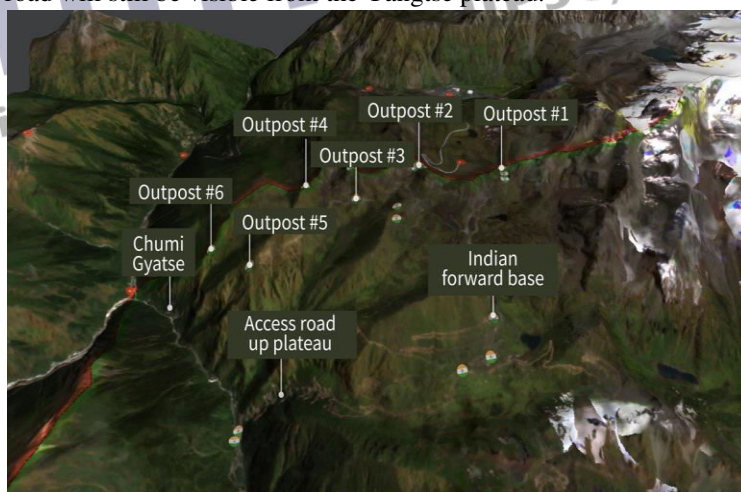 road will still be visible from the Yangtse plateau.
Outpost #2
Outpost #1
Outpost #4
Outpost #3
Outpost #6
Outpost #5
Chumi
Gyatse
Indian
forward base
Access road
up plateau